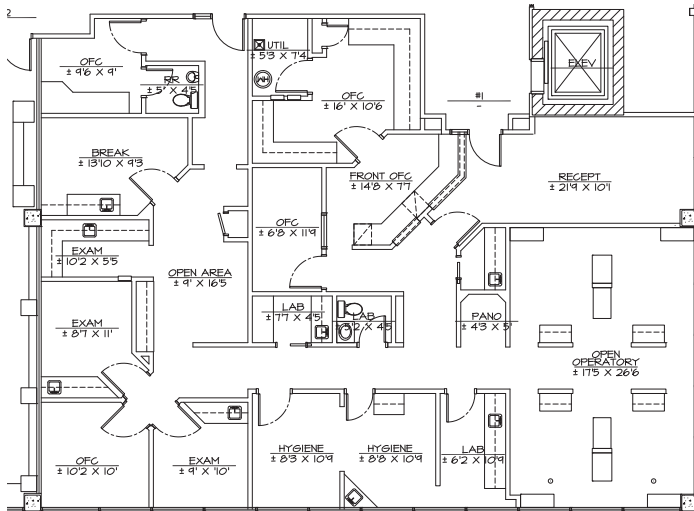 2
OFC
± 9'6 X 9'
RR
± 5' X 4'5
UTIL
± 5'3 X 7'4
WH
OFC
± 16' X 10'6
#1
-
ELEV
BREAK
± 13'10 X 9'3
FRONT OFC
± 14'8 X 7'7
RECEPT
± 21'9 X 10'1
OFC
± 6'8 X 11'9
EXAM
± 10'2 X 5'5
OPEN AREA
± 9' X 16'5
EXAM
± 8'7 X 11'
LAB
± 7'7 X 4'5
LAB
± 5'2 X 4'5
PANO
± 4'3 X 5'
OPEN
OPERATORY
± 17'5 X 26'6
OFC
± 10'2 X 10'
EXAM
± 9' X '10'
HYGIENE
± 8'3 X 10'9
HYGIENE
± 8'8 X 10'9
LAB
± 6'2 X 10'9